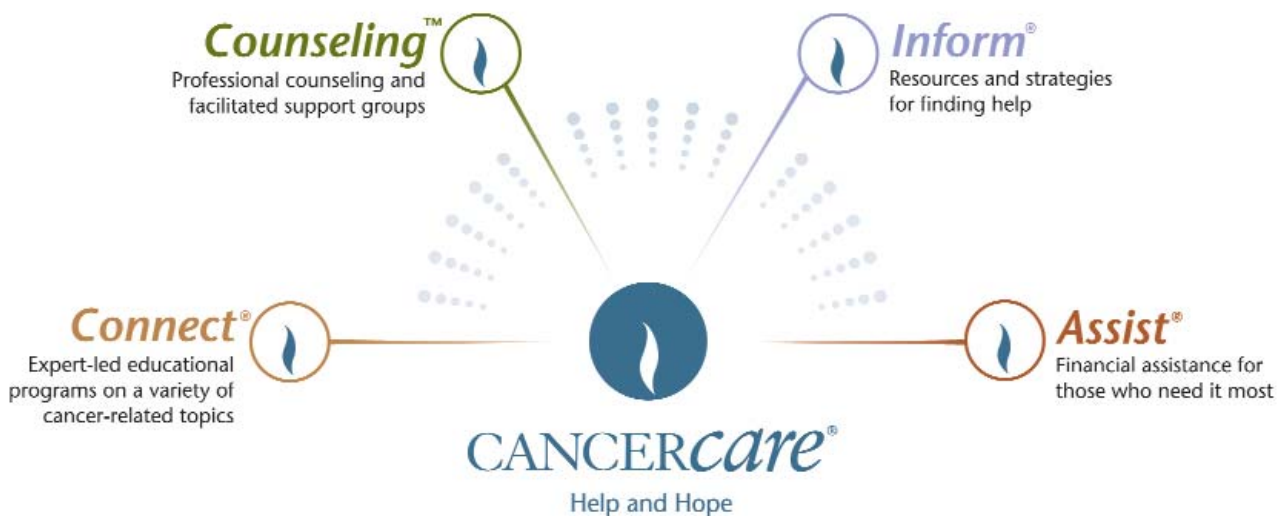 Counseling™
Professional counseling and
facilitated support groups
Inform®
Resources and strategies
for finding help
Connect®
Expert-led educational
programs on a variety of
cancer-related topics
Assist®
Financial assistance for
those who need it most
CANCERcare®
Help and Hope